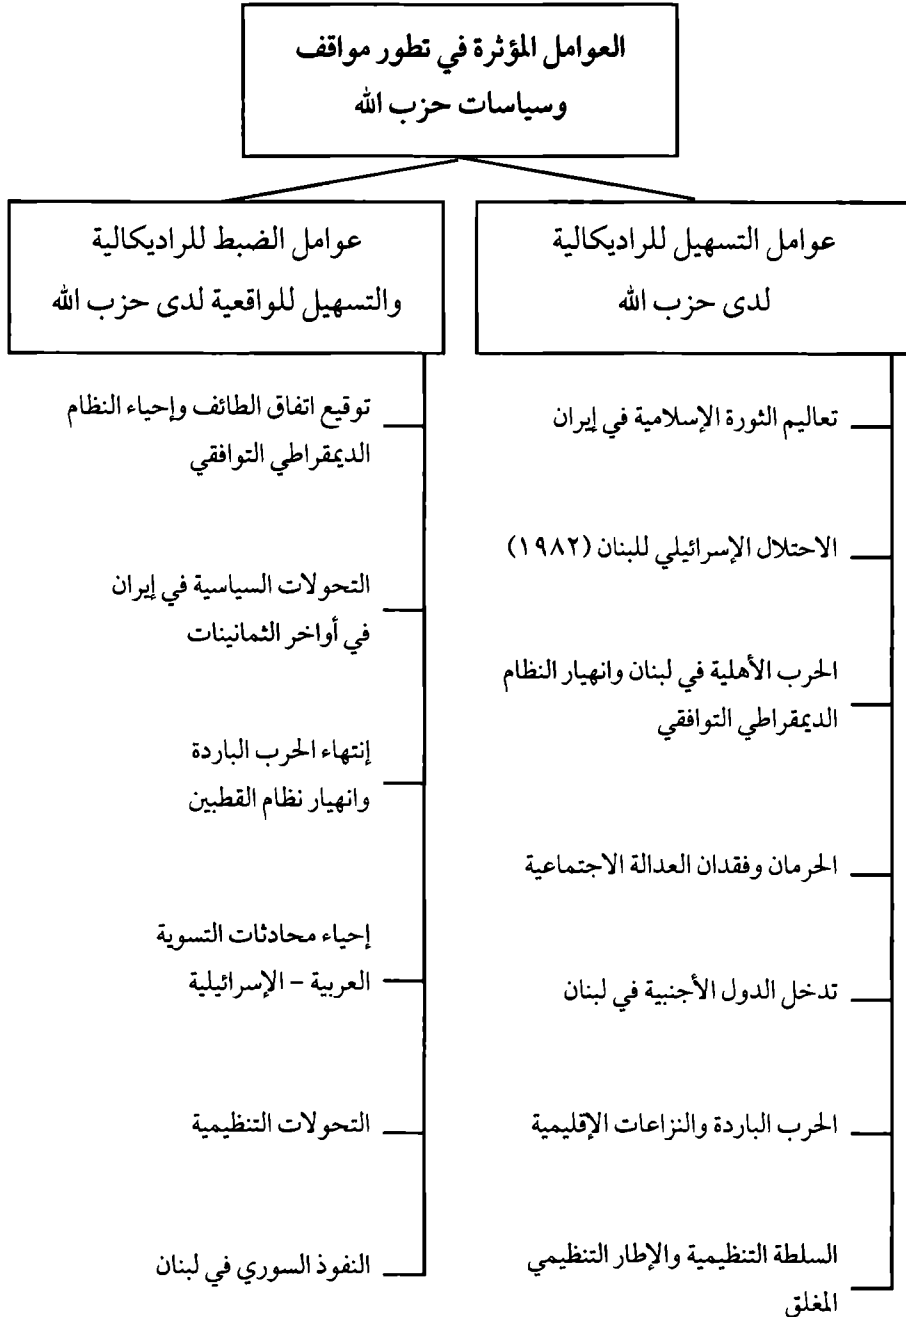 العوامل المؤثرة في تطور مواقف
وسياسات حزب الله
عوامل التسهيل للراديكالية
لدى حزب الله
تعاليم الثورة الإسلامية في إيران
الاحتلال الإسرائيلي للبنان (١٩٨٢)
الحرب الأهلية في لبنان وانهيار النظام
الديمقراطي التوافقي
الحرمان وفقدان العدالة الاجتماعية
تدخل الدول الأجنبية في لبنان
الحرب الباردة والنزاعات الإقليمية
السلطة التنظيمية والإطار التنظيمي
المغلق
عوامل الضبط للراديكالية
والتسهيل للواقعية لدى حزب الله
توقيع اتفاق الطائف وإحياء النظام
الديمقراطي التوافقي
التحولات السياسية في إيران
في أواخر الثمانينات
إنتهاء الحرب الباردة
وانهيار نظام القطبين
إحياء محادثات التسوية
العربية – الإسرائيلية
التحولات التنظيمية
النفوذ السوري في لبنان